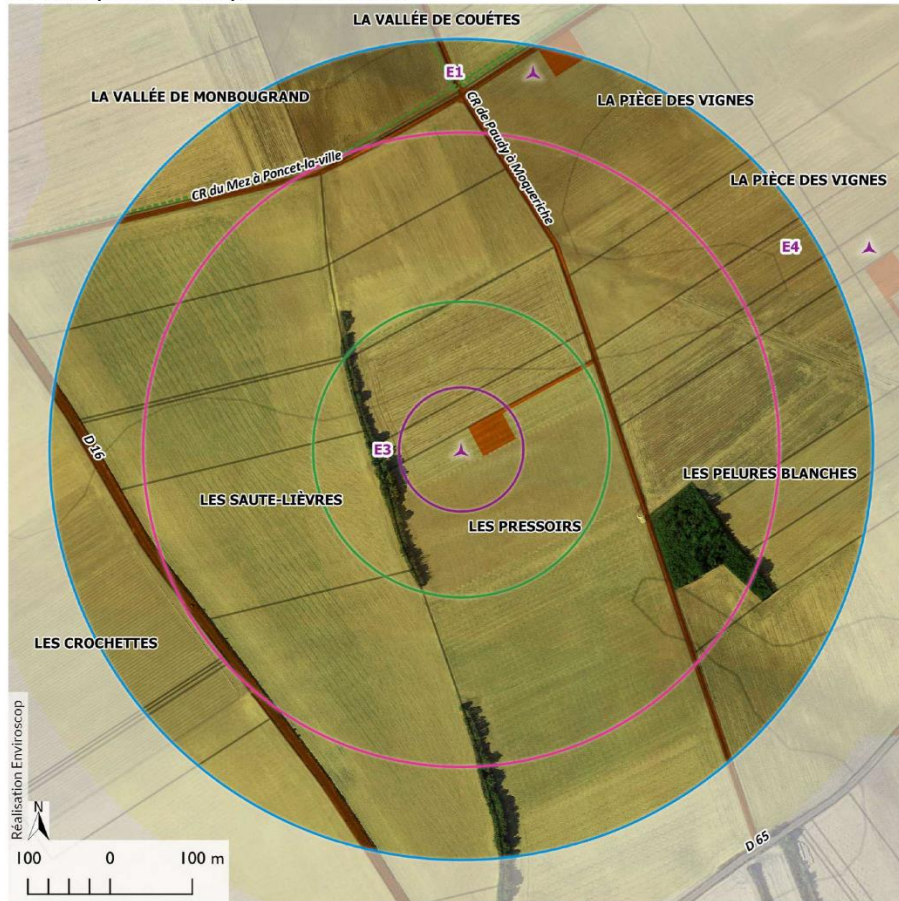 LA VALLÉE DE COUÉTES
E1
LA VALLÉE DE MONBOUGRAND
LA PIÈCE DES VIGNES
CR de Paudy à Moqueriche
CR du Mez à Poncet-la-ville
LA PIÈCE DES VIGNES
E4
D 16
E3
LES SAUTE-LIÈVRES
LES PELURES BLANCHES
LES PRESSOIRS
LES CROCHETTES
Réalisation Enviroscop
N
D 65
100 0 100 m